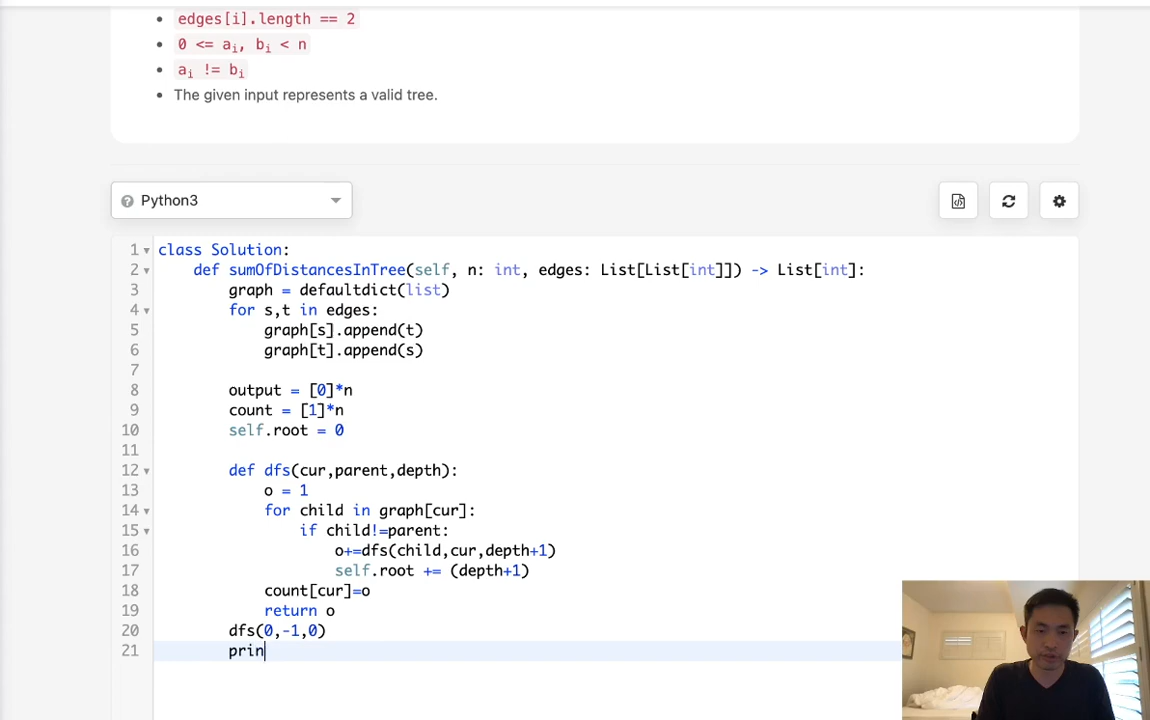 edges[i].length == 2
0 <= ai, bi < n
ai != bi
The given input represents a valid tree.
Python3
1 class Solution:
2     def sumOfDistancesInTree(self, n: int, edges: List[List[int]]) -> List[int]:
3         graph = defaultdict(list)
4         for s,t in edges:
5             graph[s].append(t)
6             graph[t].append(s)
7
8         output = [0]*n
9         count = [1]*n
10         self.root = 0
11
12         def dfs(cur,parent,depth):
13             o = 1
14             for child in graph[cur]:
15                 if child!=parent:
16                     o+=dfs(child,cur,depth+1)
17                     self.root += (depth+1)
18             count[cur]=o
19             return o
20         dfs(0,-1,0)
21         prin